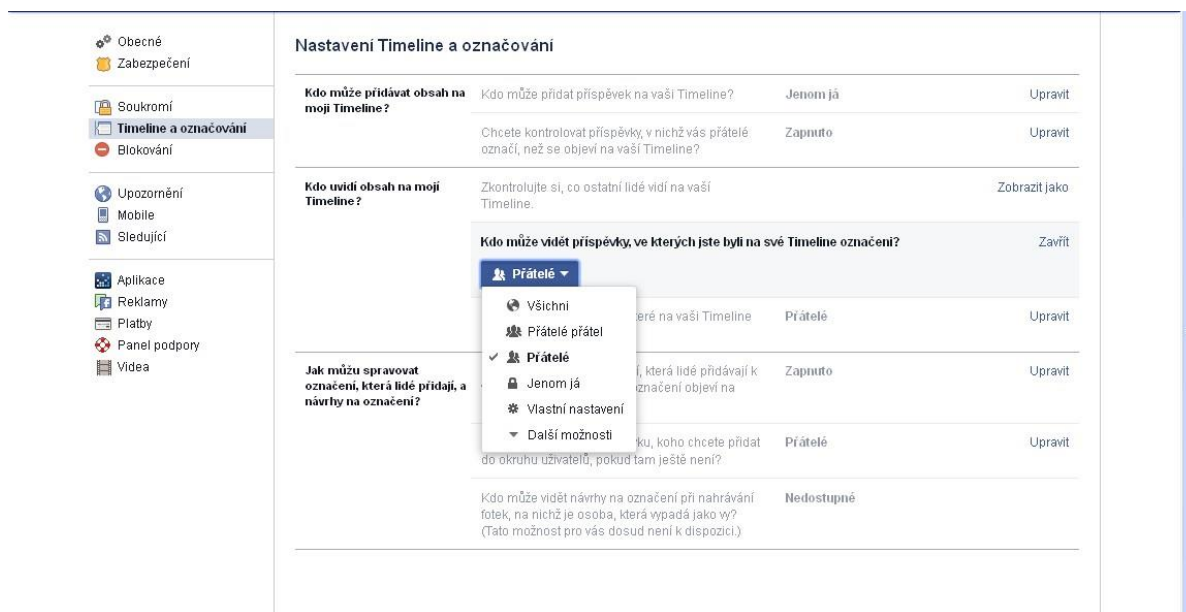 Obecné
Zabezpečení
Soukromí
Timeline a označování
Blokování
Upozornění
Mobile
Sledující
Aplikace
Reklamy
Platby
Panel podpory
Videa
Nastavení Timeline a označování
Kdo může přidávat obsah na
mojí Timeline?
Kdo může přidat příspěvek na vaši Timeline?
Jenom já
Upravit
Chcete kontrolovat příspěvky, v nichž vás přátelé
označí, než se objeví na vaší Timeline?
Zapnuto
Upravit
Kdo uvidí obsah na mojí
Timeline?
Zkontrolujte si, co ostatní lidé vidí na vaší
Timeline.
Zobrazit jako
Kdo může vidět příspěvky, ve kterých jste byli na své Timeline označeni?
Zavřít
Přátelé
Všichni
Přátelé přátel
Přátelé
Jenom já
Vlastní nastavení
Další možnosti
na vaši Timeline
Přátelé
Upravit
Jak můžu spravovat
označení, která lidé přidají, a
návrhy na označení?
která lidé přidávají k
označení objeví na
Zapnuto
Upravit
koho chcete přidat
do okruhu uživatelů, pokud tam ještě není?
Přátelé
Upravit
Kdo může vidět návrhy na označení při nahrávání
fotek, na nichž je osoba, která vypadá jako vy?
(Tato možnost pro vás dosud není k dispozici.)
Nedostupné